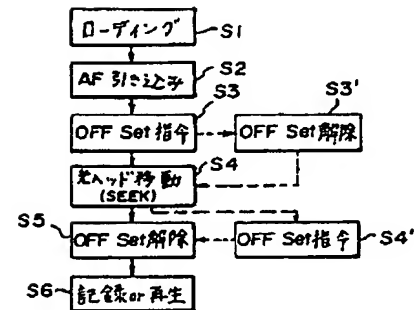 ローディング
S1
AF 引き込み
S2
S3
OFF Set 指令
S3'
OFF Set 解除
S4
光ヘッド移動
(SEEK)
S5
OFF Set 解除
OFF Set 指令
S4'
S6
記録or再生